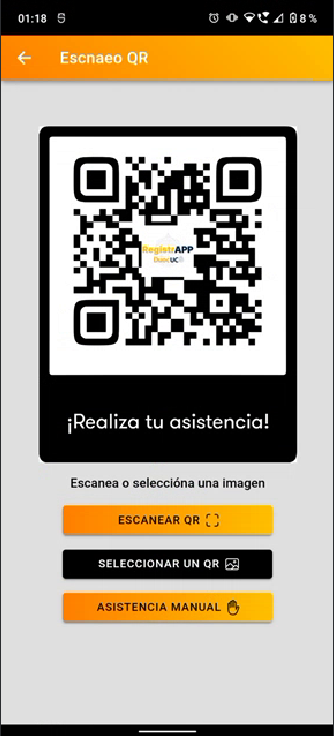 01:18
8%
Escnaeo QR
RegistrAPP
DuocUC
¡Realiza tu asistencia!
Escanea o seleccióna una imagen
ESCANEAR QR
SELECCIONAR UN QR
ASISTENCIA MANUAL